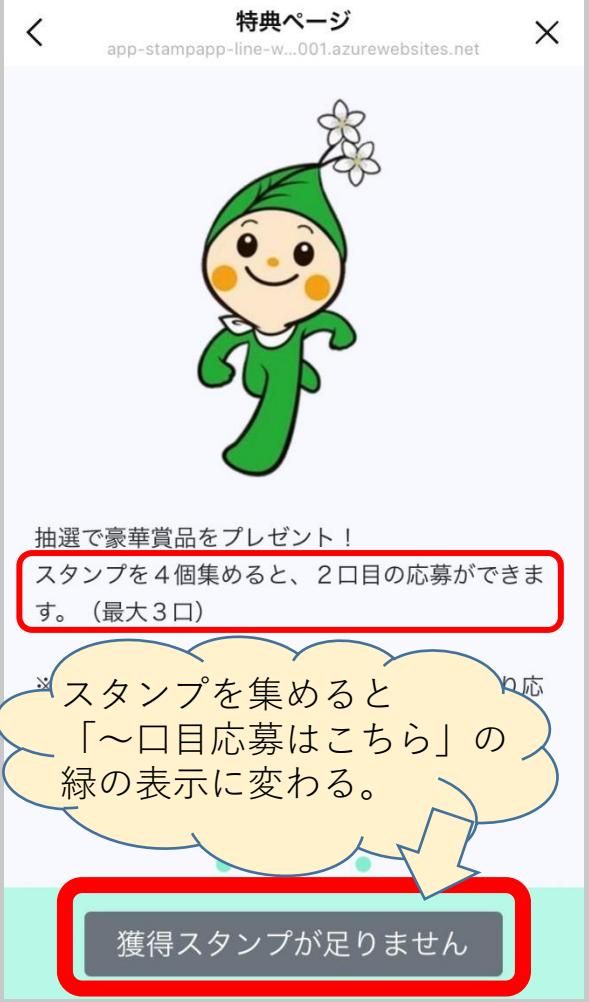 特典ページ
app-stampapp-line-w...001.azurewebsites.net
抽選で豪華賞品をプレゼント！
スタンプを４個集めると、２口目の応募ができま
す。（最大３口）
※
り応
スタンプを集めると
「～口目応募はこちら」の
緑の表示に変わる。
獲得スタンプが足りません